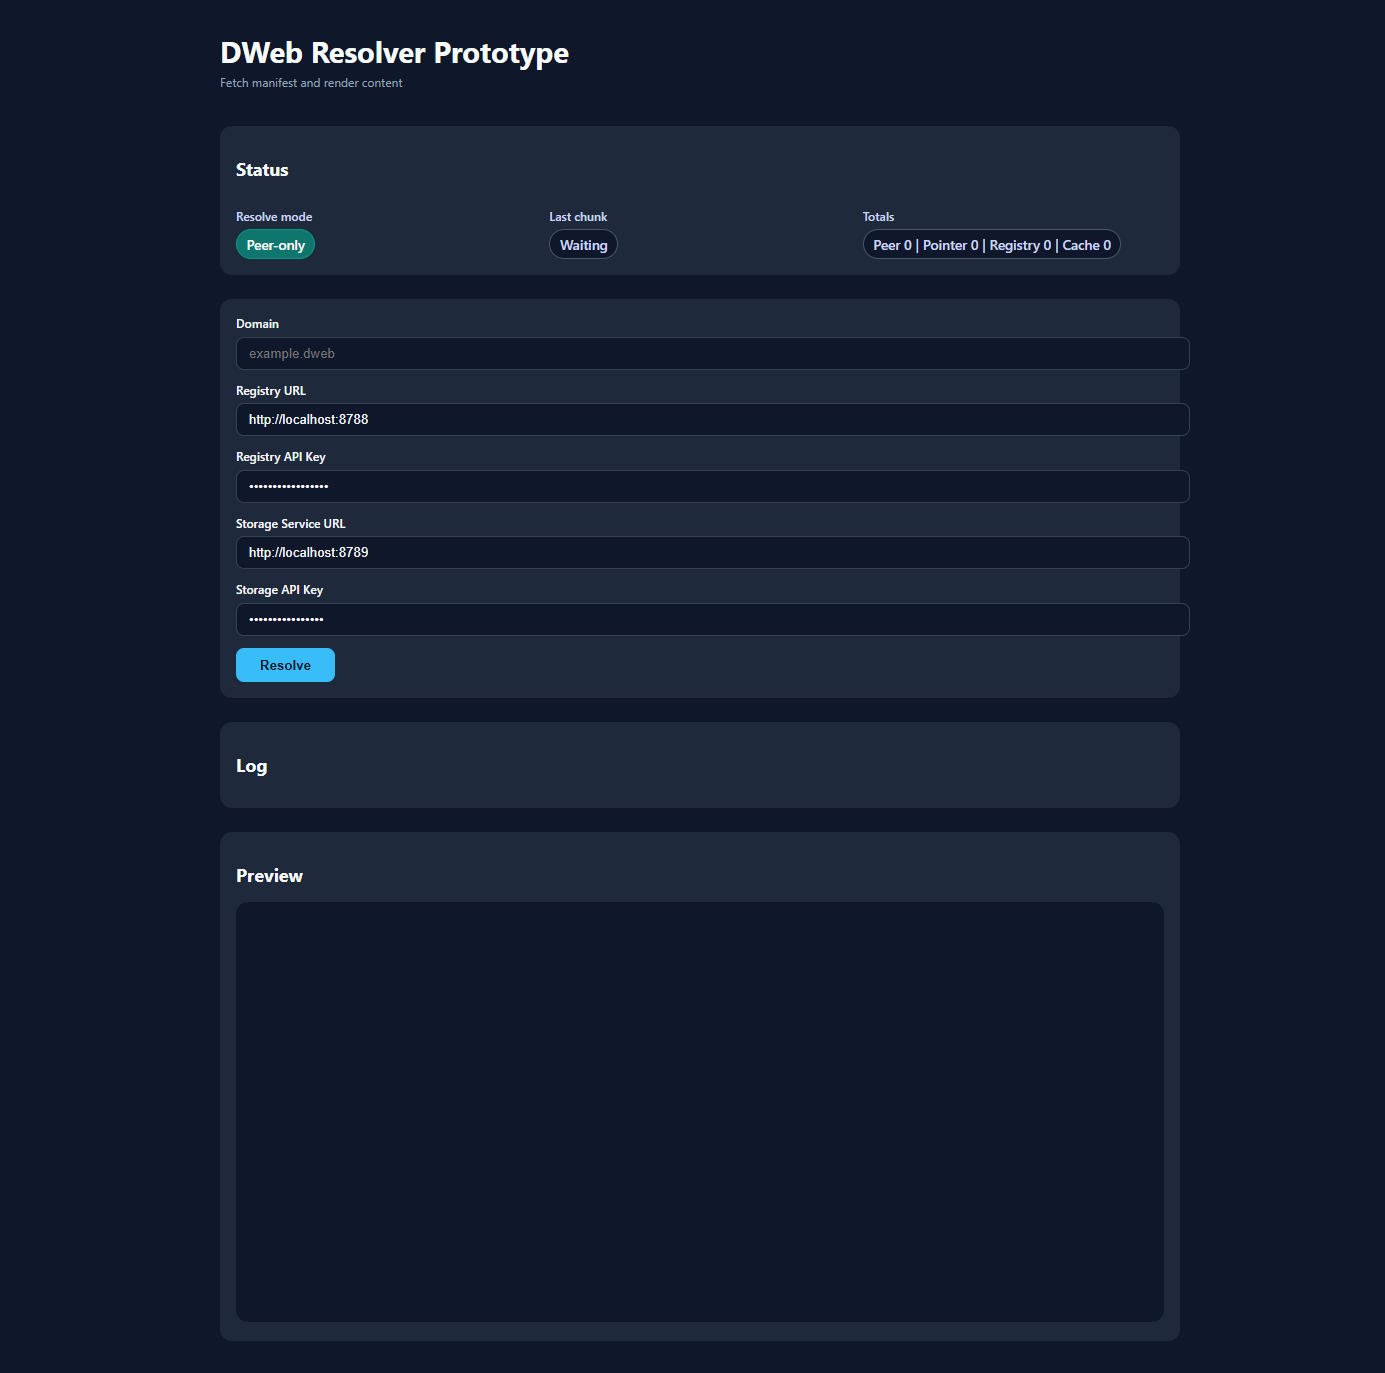 DWeb Resolver Prototype
Fetch manifest and render content
Status
Resolve mode
Last chunk
Totals
Peer-only
Waiting
Peer 0 | Pointer 0 | Registry 0 | Cache 0
Domain
example.dweb
Registry URL
http://localhost:8788
Registry API Key
•••••••••••••••••
Storage Service URL
http://localhost:8789
Storage API Key
••••••••••••••••
Resolve
Log
Preview